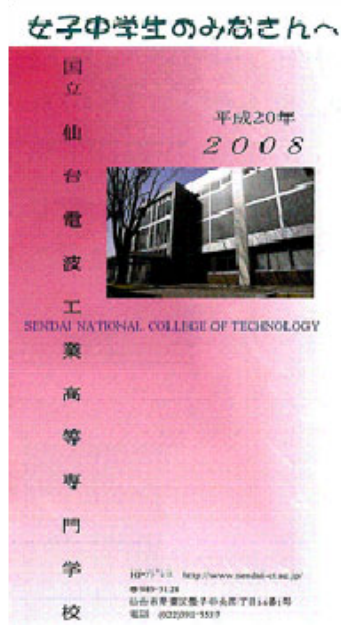 女子中学生のみなさんへ
国立 仙台電波工業高等専門学校
平成20年
2008
SENDAI NATIONAL COLLEGE OF TECHNOLOGY
http://www.sendai-ct.ac.jp/
電話